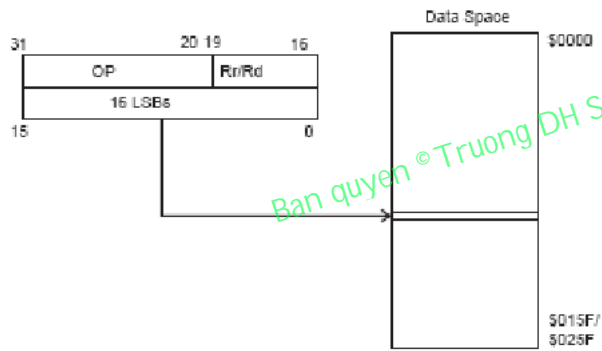 Data Space
31 20 19 16
$0000
OP Rr/Rd
16 LSBs
15 0
Ban quyen © Truong DH S
$015F/
$025F